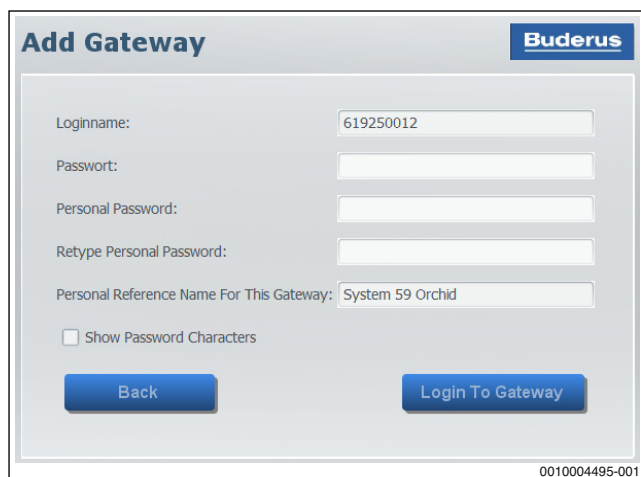 Add Gateway
Buderus
Loginname:
619250012
Passwort:
Personal Password:
Retype Personal Password:
Personal Reference Name For This Gateway:
System 59 Orchid
Show Password Characters
Back
Login To Gateway
0010004495-001